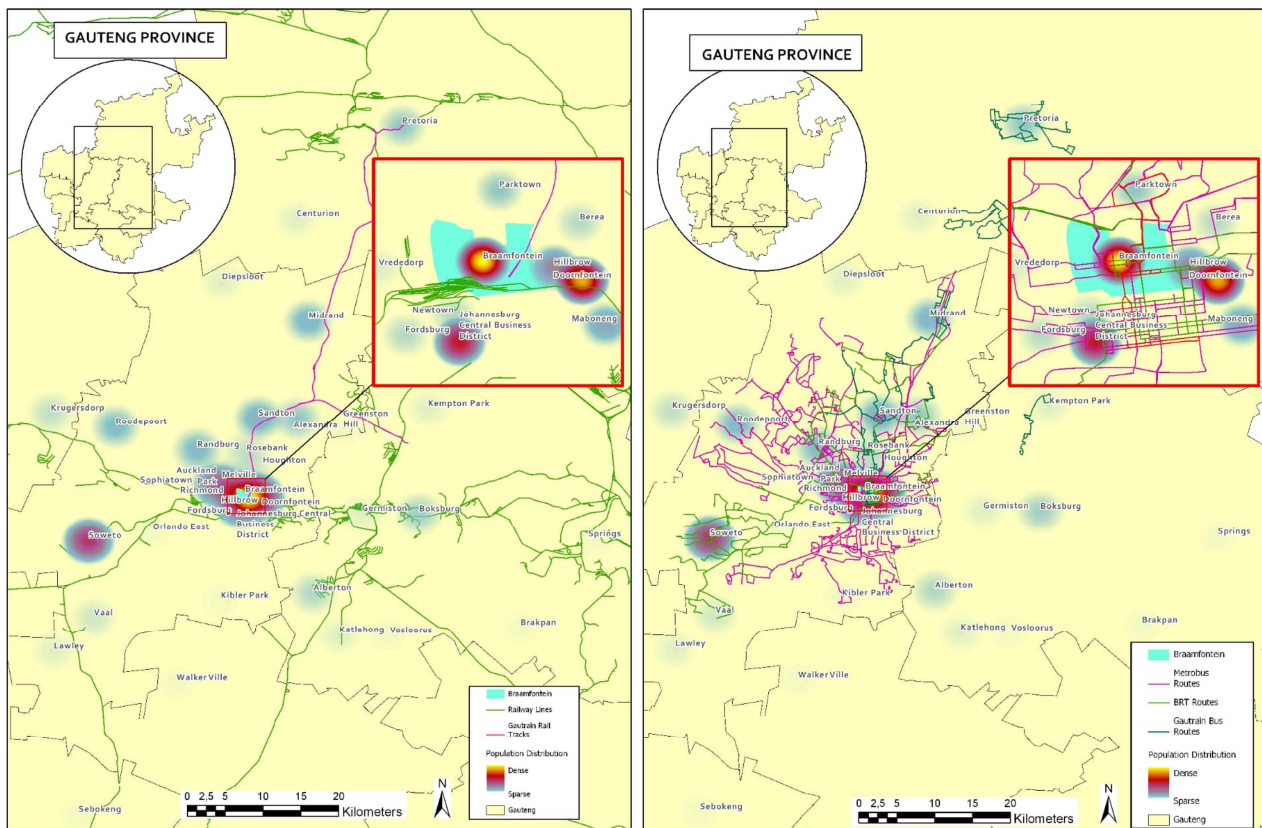 GAUTENG PROVINCE
Pretoria
Parktown
Berea
Centurion
Braamfontein
Vrededorp
Hillbrow
Doornfontein
Diepsloot
Newtown
Johannesburg
Central Business
District
Fordsburg
Maboneng
Midrand
Kempton Park
Krugersdorp
Roodepoort
Sandton
Alexandra
Greenston
Hill
Randburg
Rosebank
Houghton
Auckland
Park
Melville
Sophiatown
Richmond
Braamfontein
Hillbrow
Doornfontein
Fordsburg
Johannesburg Central
Business
District
Orlando East
Germiston
Boksburg
Soweto
Springs
Alberton
Kibler Park
Vaal
Katlehong
Vosloorus
Brakpan
Lawley
Walker Ville
Sebokeng
Braamfontein
Railway Lines
Gautrain Rail
Tracks
Population Distribution
Dense
Sparse
Gauteng
N
0 2,5 5 10 15 20
Kilometers
GAUTENG PROVINCE
Pretoria
Parktown
Berea
Centurion
Braamfontein
Vrededorp
Hillbrow
Doornfontein
Diepsloot
Newtown
Johannesburg
Central Business
District
Fordsburg
Maboneng
Midrand
Kempton Park
Krugersdorp
Roodepoort
Sandton
Alexandra
Greenston
Hill
Randburg
Rosebank
Houghton
Auckland
Park
Melville
Sophiatown
Richmond
Braamfontein
Hillbrow
Doornfontein
Fordsburg
Johannesburg
Central
Business District
Orlando East
Germiston
Boksburg
Soweto
Springs
Alberton
Kibler Park
Vaal
Katlehong
Vosloorus
Brakpan
Lawley
Walker Ville
Sebokeng
Braamfontein
Metrobus
Routes
BRT Routes
Gautrain Bus
Routes
Population Distribution
Dense
Sparse
Gauteng
N
0 2,5 5 10 15 20
Kilometers